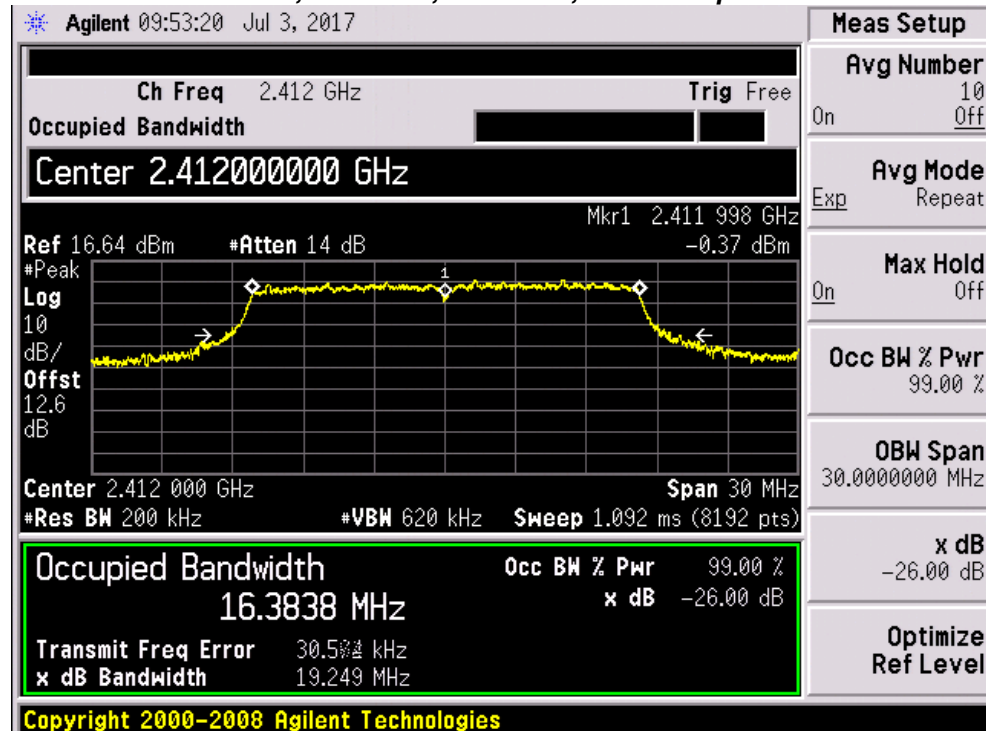 Agilent 09:53:20 Jul 3, 2017
Ch Freq 2.412 GHz Trig Free
Occupied Bandwidth
Center 2.412000000 GHz
Mkr1 2.411 998 GHz
Ref 16.64 dBm #Atten 14 dB -0.37 dBm
#Peak
1
Log
10
dB/
Offst
12.6
dB
Center 2.412 000 GHz Span 30 MHz
#Res BW 200 kHz #VBW 620 kHz Sweep 1.092 ms (8192 pts)
Occupied Bandwidth Occ BW % Pwr 99.00 %
16.3838 MHz x dB -26.00 dB
Transmit Freq Error kHz
x dB Bandwidth 19.249 MHz
Copyright 2000-2008 Agilent Technologies
Meas Setup
Avg Number
10
On Off
Avg Mode
Exp Repeat
Max Hold
On Off
Occ BW % Pwr
99.00 %
OBW Span
30.0000000 MHz
x dB
-26.00 dB
Optimize
Ref Level